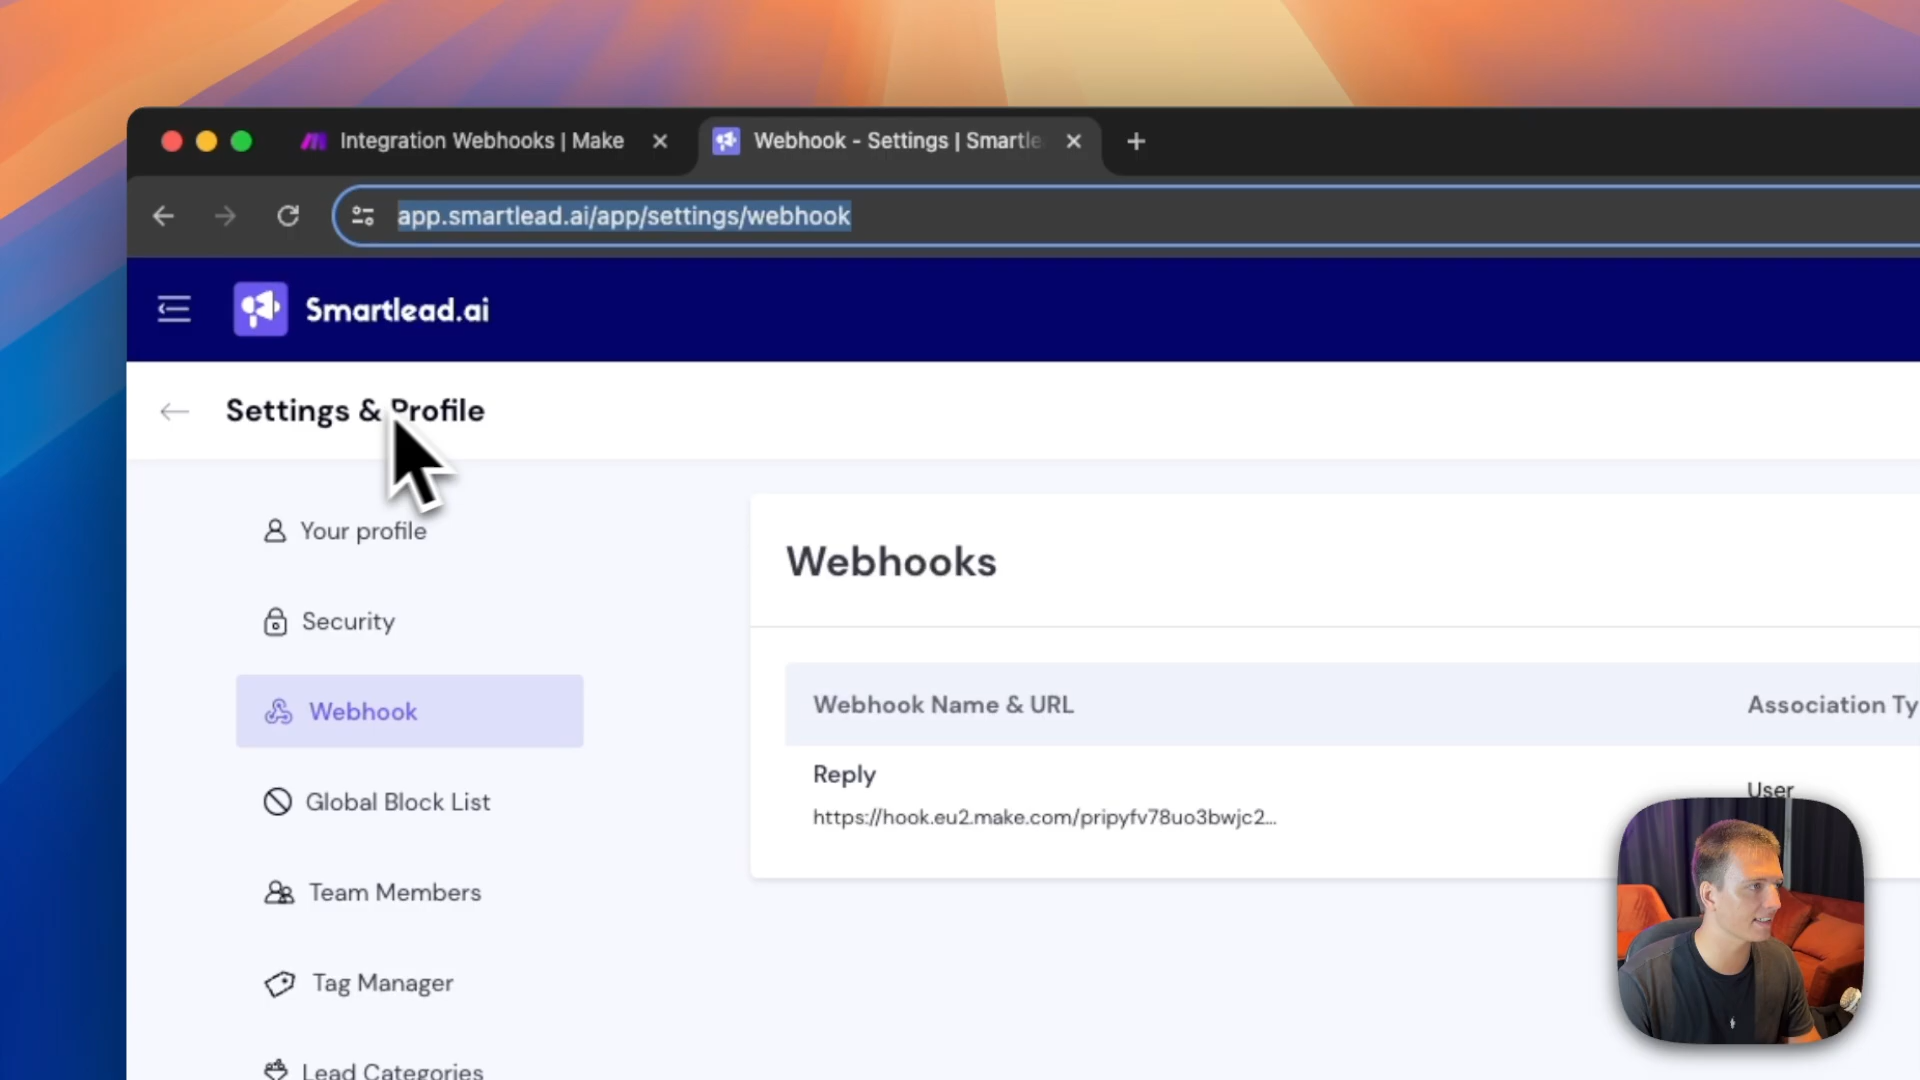 Integration Webhooks | Make
Webhook - Settings | Smartle
app.smartlead.ai/app/settings/webhook
Smartlead.ai
Settings & Profile
Your profile
Security
Webhook
Global Block List
Team Members
Tag Manager
Lead Categories
Webhooks
Webhook Name & URL
Association Ty
Reply
User
https://hook.eu2.make.com/pripyfv78uo3bwjc2...